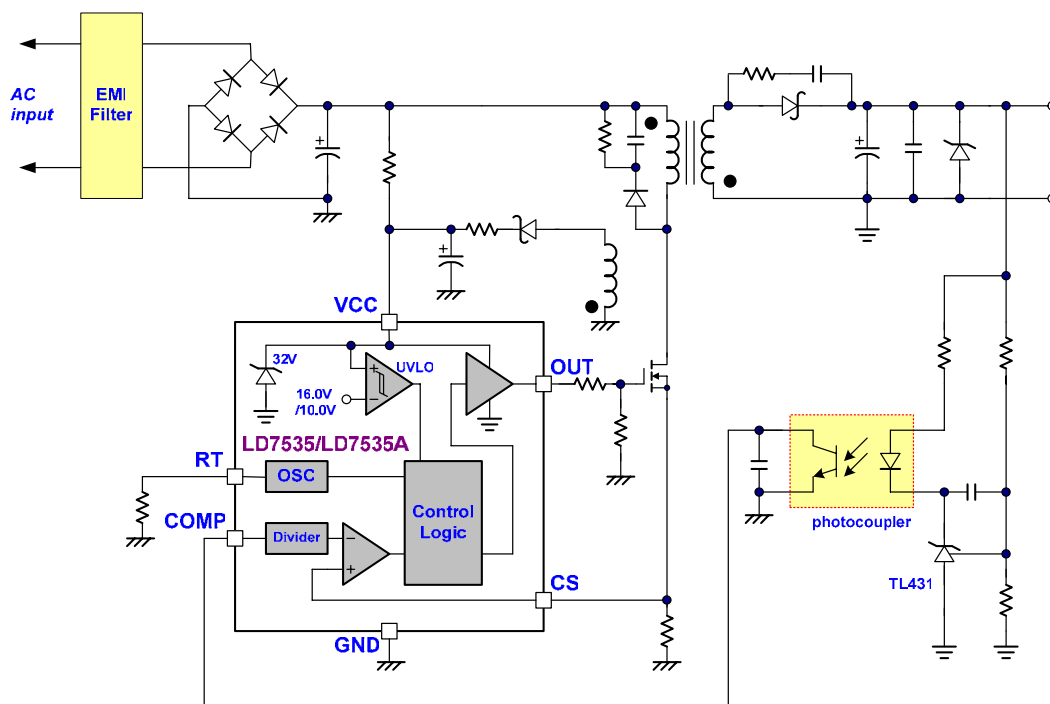 AC
input
EMI
Filter
VCC
32V
UVLO
16.0V
/10.0V
OUT
LD7535/LD7535A
RT
OSC
COMP
Divider
Control
Logic
CS
GND
photocoupler
TL431
+
+
+
+
−
−
+